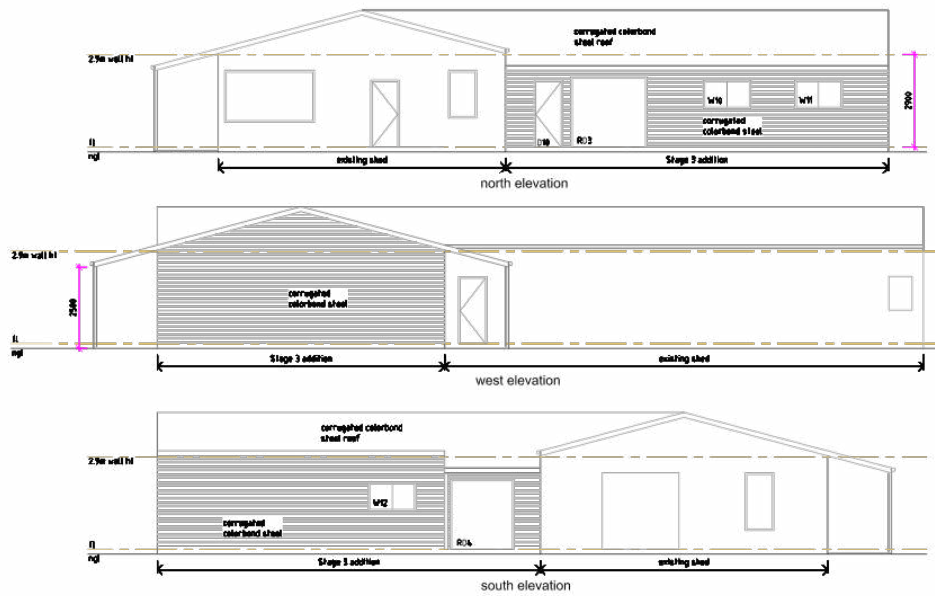 corrugated colorbond
steel roof
2.9m wall ht
2900
W10
W11
corrugated
colorbond steel
fl
D10
RD3
ngl
existing shed
Stage 3 addition
north elevation
2.9m wall ht
corrugated
colorbond steel
2500
fl
ngl
Stage 3 addition
existing shed
west elevation
corrugated colorbond
steel roof
2.9m wall ht
W12
corrugated
colorbond steel
RD4
fl
ngl
Stage 3 addition
existing shed
south elevation